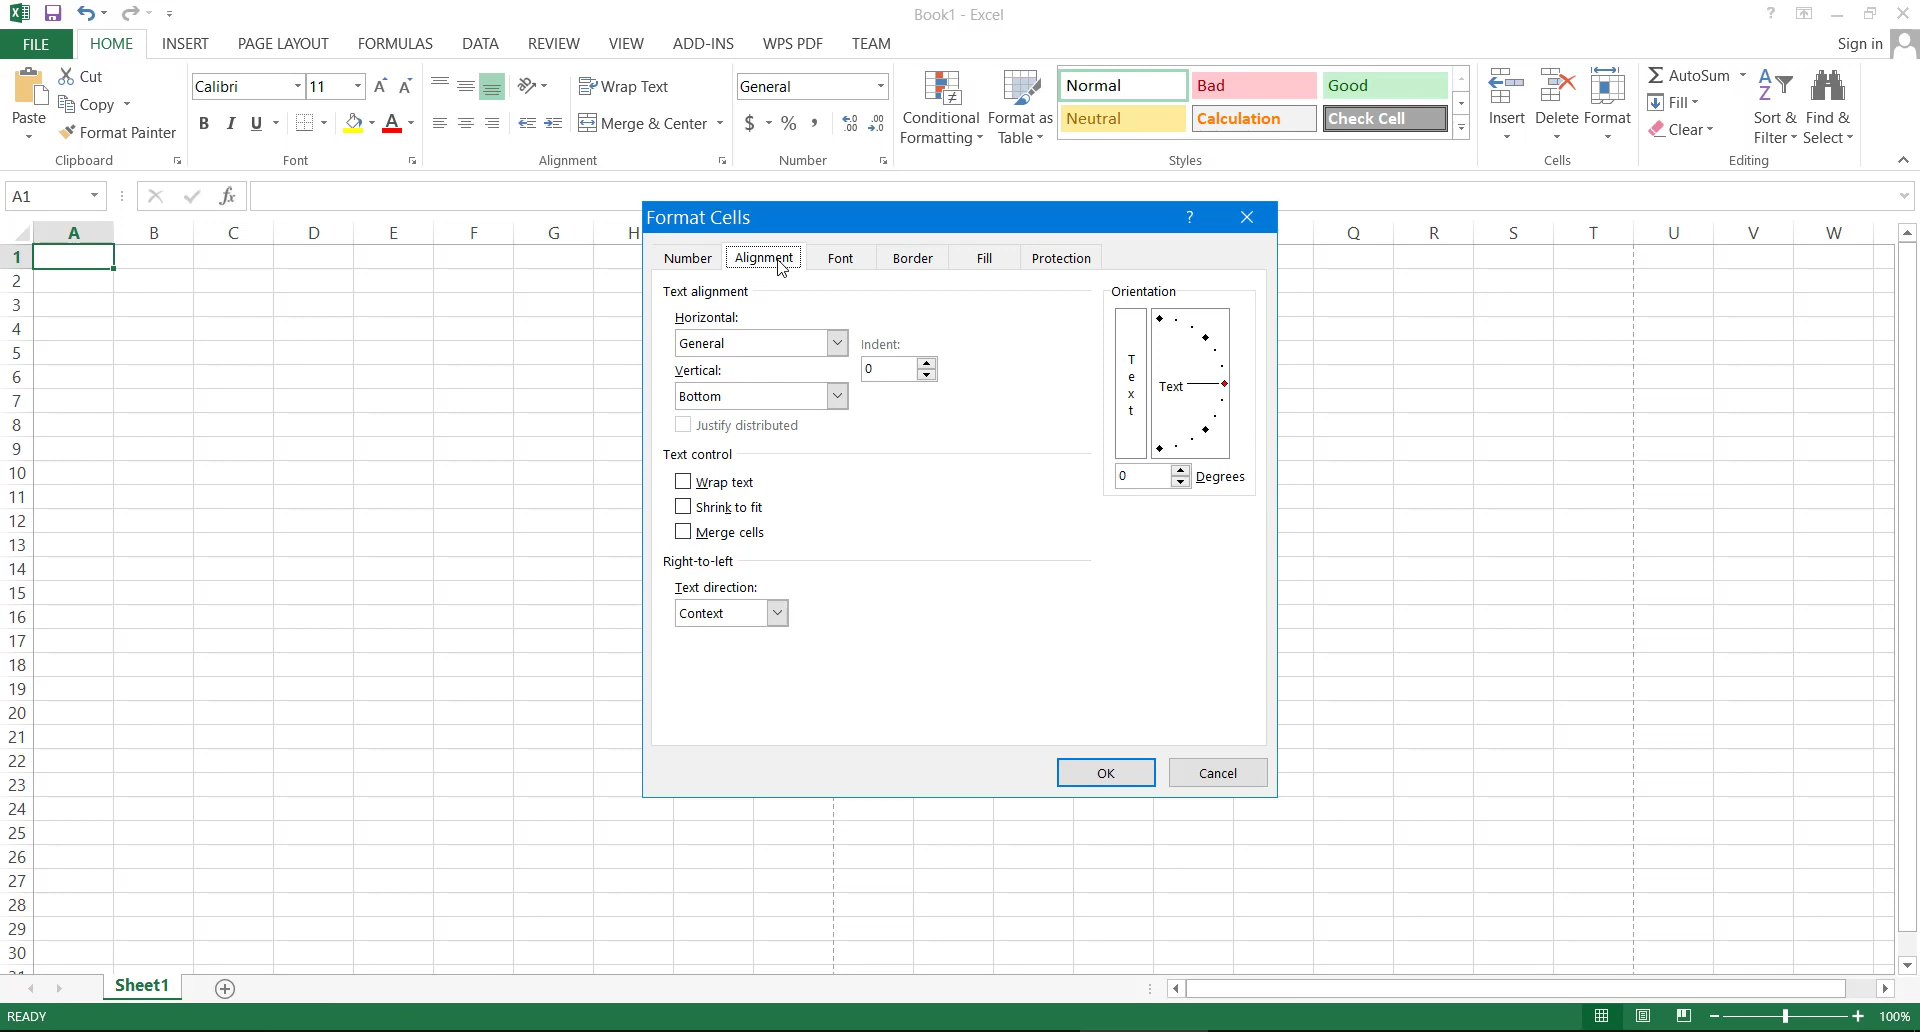 Book1 - Excel
?
FILE HOME INSERT PAGE LAYOUT FORMULAS DATA REVIEW VIEW ADD-INS WPS PDF TEAM Sign in
Paste
Cut
Copy
Format Painter
Clipboard
Calibri 11
B I U A
Font
Wrap Text
Merge & Center
Alignment
General
$ % ,
Number
Conditional
Formatting
Format as
Table
Normal Bad Good
Neutral Calculation Check Cell
Styles
Insert Delete Format
Cells
AutoSum
Fill
Clear
Sort &
Filter
Find &
Select
Editing
A1 fx
A B C D E F G H Q R S T U V W
1
2
3
4
5
6
7
8
9
10
11
12
13
14
15
16
17
18
19
20
21
22
23
24
25
26
27
28
29
30
Format Cells ?
Number Alignment Font Border Fill Protection
Text alignment
Horizontal:
General
Indent:
0
Vertical:
Bottom
Justify distributed
Text control
Wrap text
Shrink to fit
Merge cells
Right-to-left
Text direction:
Context
Orientation
Text
Text
0 Degrees
OK Cancel
Sheet1
READY 100%